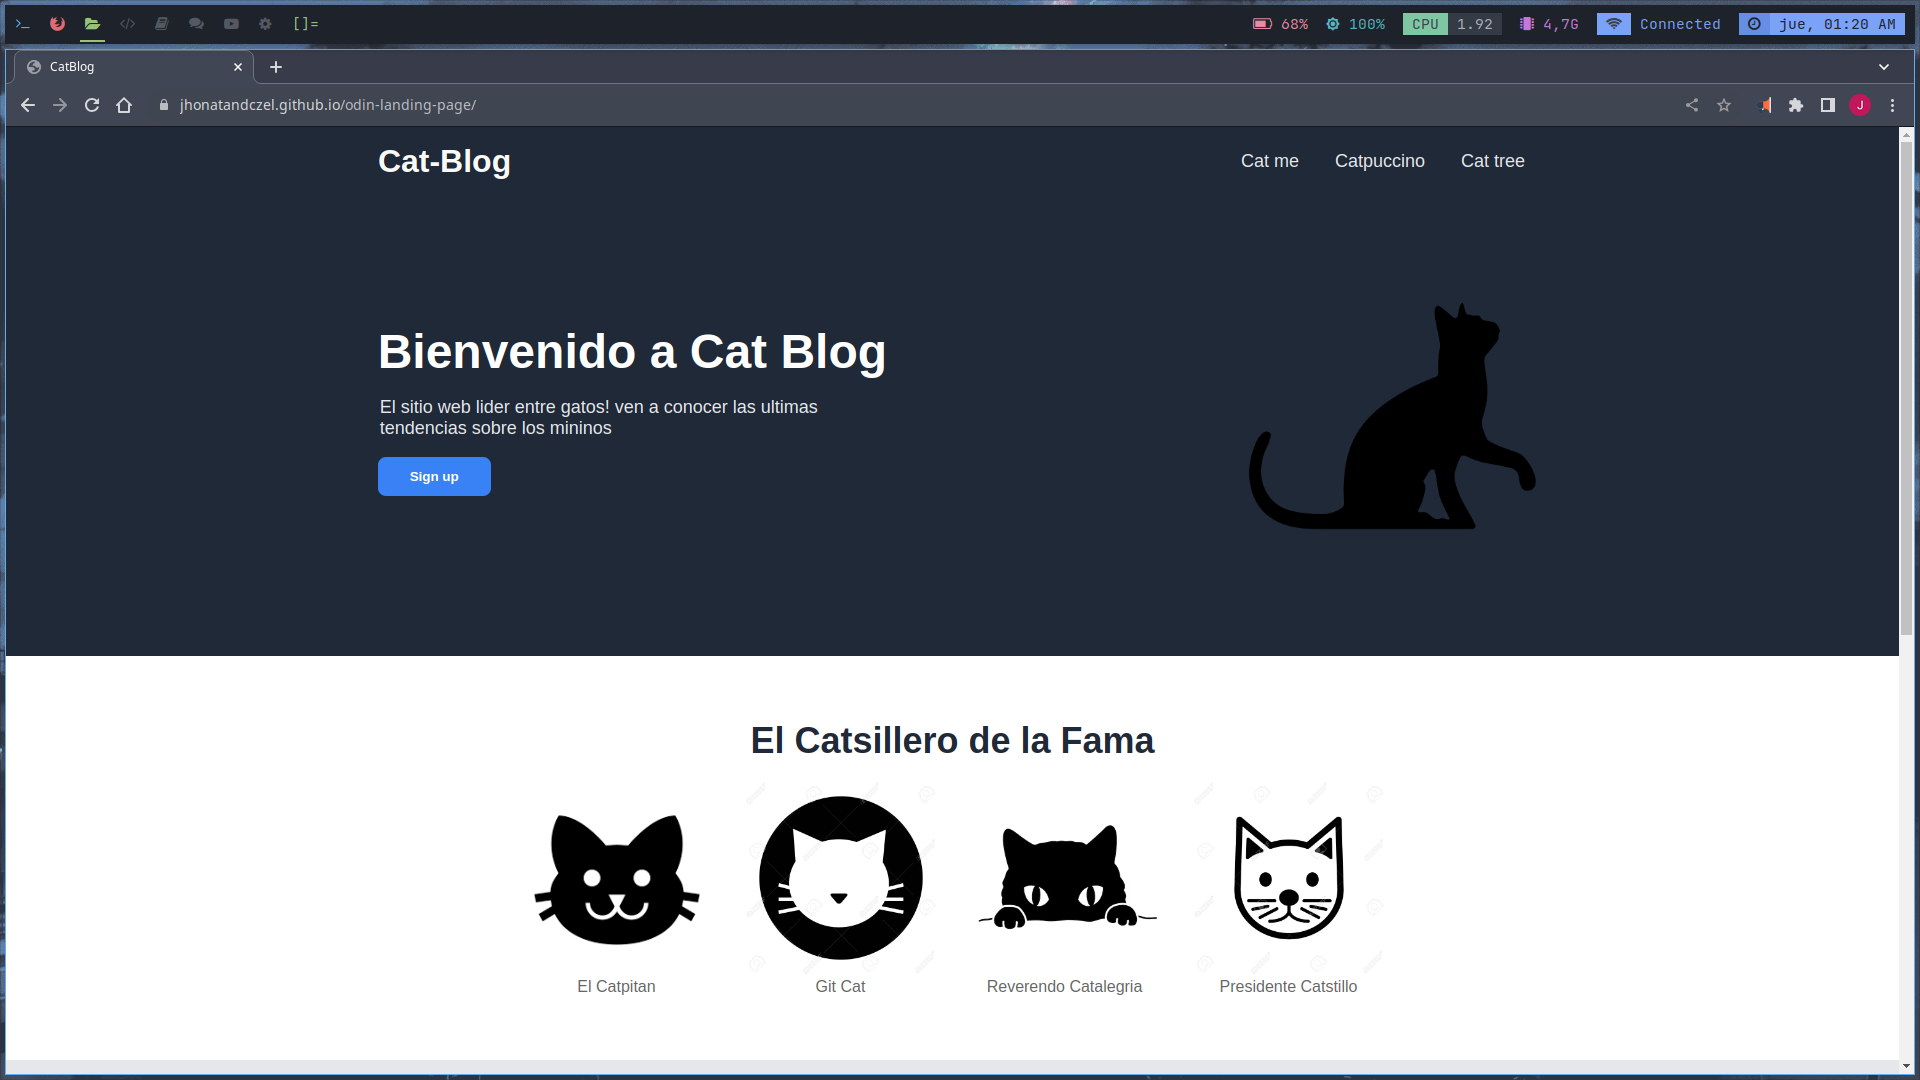 >_
</>
[]=
68%
100%
CPU 1.92
4,7G
Connected
jue, 01:20 AM
CatBlog
jhonatandczel.github.io/odin-landing-page/
J
Cat-Blog
Cat me
Catpuccino
Cat tree
Bienvenido a Cat Blog
El sitio web lider entre gatos! ven a conocer las ultimas
tendencias sobre los mininos
Sign up
El Catsillero de la Fama
El Catpitan
Git Cat
Reverendo Catalegria
Presidente Catstillo